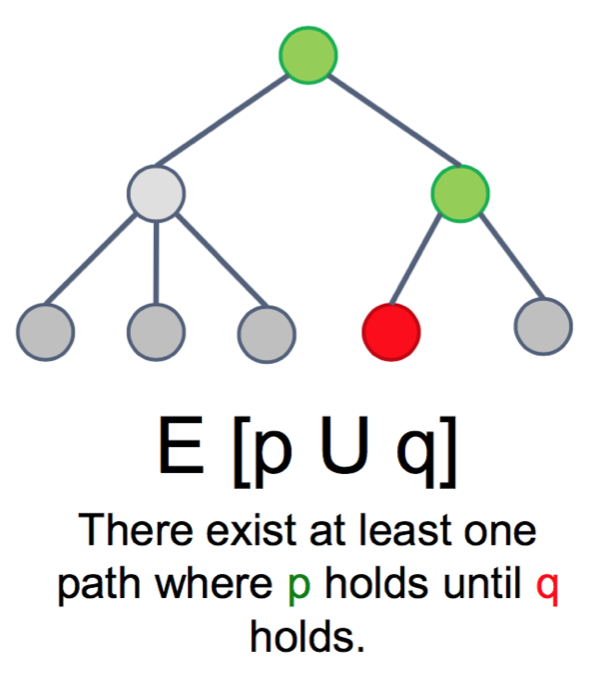 E [p U q]
There exist at least one
path where p holds until q
holds.